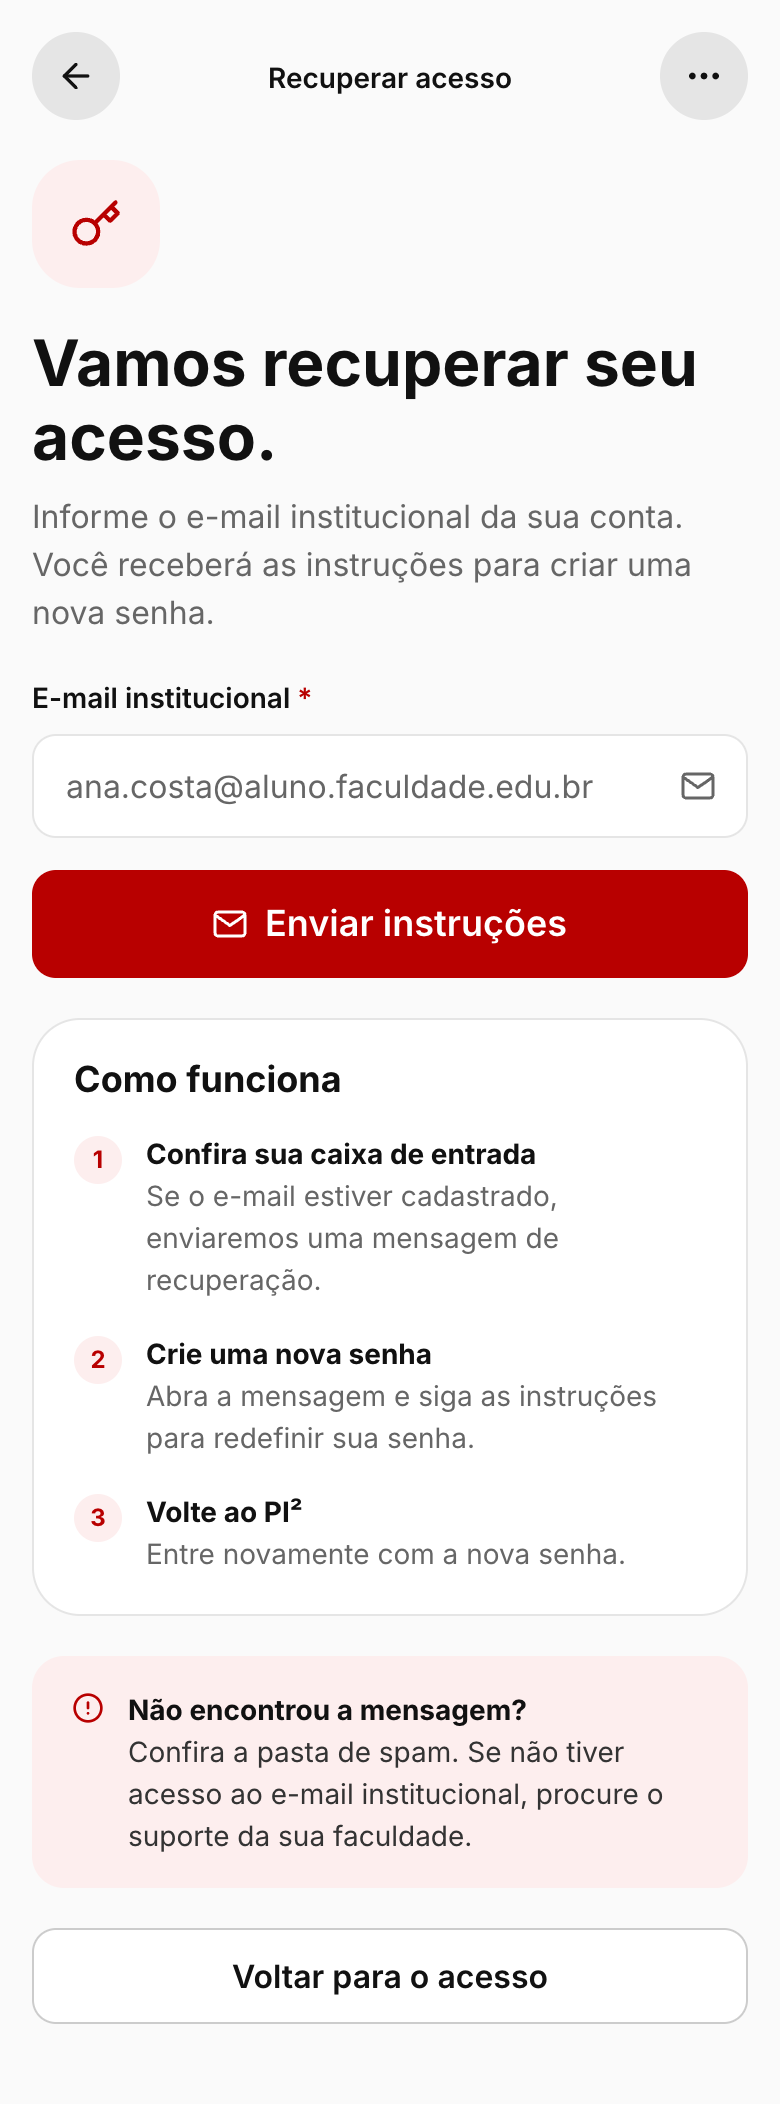 Recuperar acesso
Vamos recuperar seu
acesso.
Informe o e-mail institucional da sua conta.
Você receberá as instruções para criar uma
nova senha.
E-mail institucional *
ana.costa@aluno.faculdade.edu.br
Enviar instruções
Como funciona
1
Confira sua caixa de entrada
Se o e-mail estiver cadastrado,
enviaremos uma mensagem de
recuperação.
2
Crie uma nova senha
Abra a mensagem e siga as instruções
para redefinir sua senha.
3
Volte ao PI²
Entre novamente com a nova senha.
Não encontrou a mensagem?
Confira a pasta de spam. Se não tiver
acesso ao e-mail institucional, procure o
suporte da sua faculdade.
Voltar para o acesso